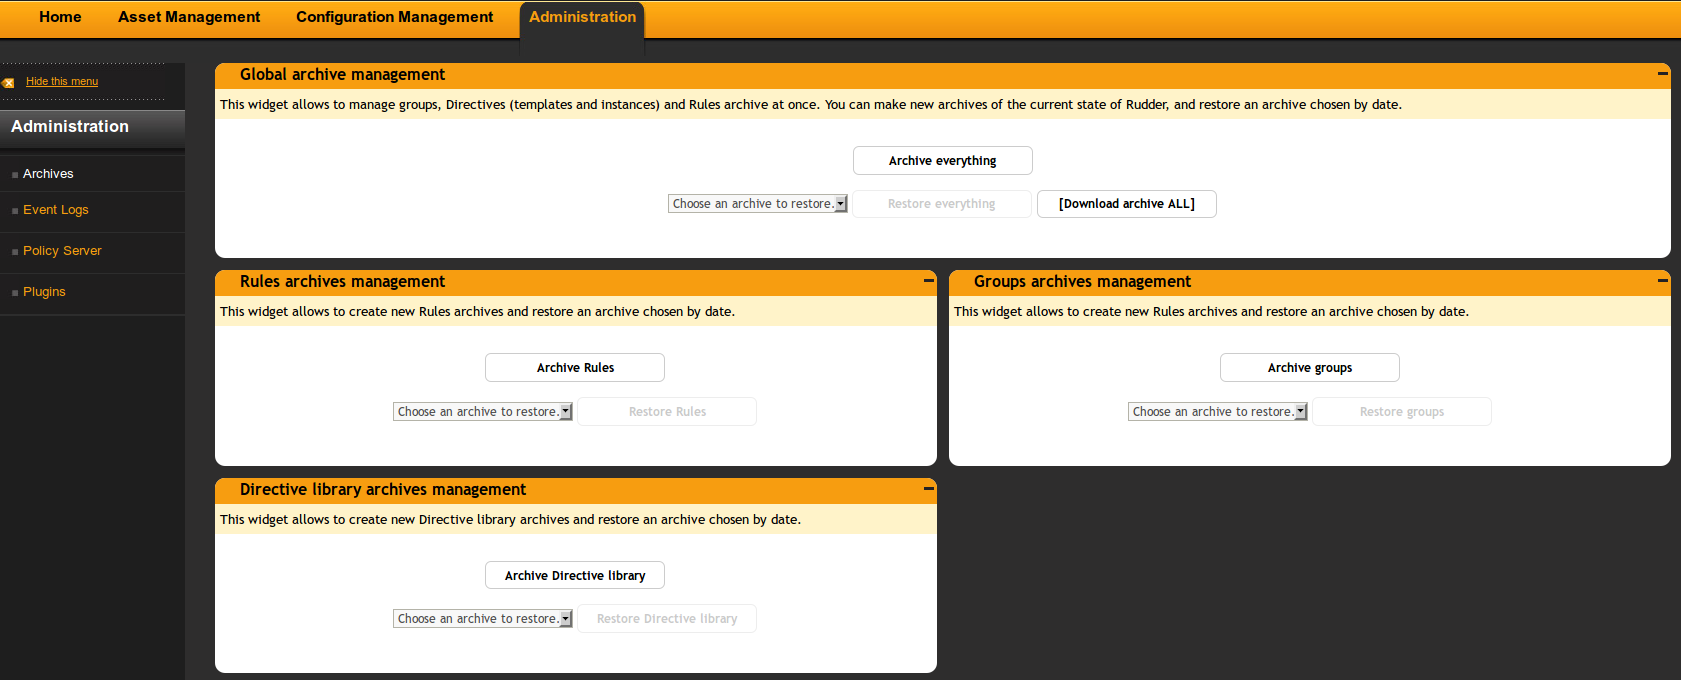 Home Asset Management Configuration Management Administration
Hide this menu
Administration
Archives
Event Logs
Policy Server
Plugins
Global archive management
This widget allows to manage groups, Directives (templates and instances) and Rules archive at once. You can make new archives of the current state of Rudder, and restore an archive chosen by date.
Archive everything
Choose an archive to restore. Restore everything [Download archive ALL]
Rules archives management
This widget allows to create new Rules archives and restore an archive chosen by date.
Archive Rules
Choose an archive to restore. Restore Rules
Groups archives management
This widget allows to create new Rules archives and restore an archive chosen by date.
Archive groups
Choose an archive to restore. Restore groups
Directive library archives management
This widget allows to create new Directive library archives and restore an archive chosen by date.
Archive Directive library
Choose an archive to restore. Restore Directive library